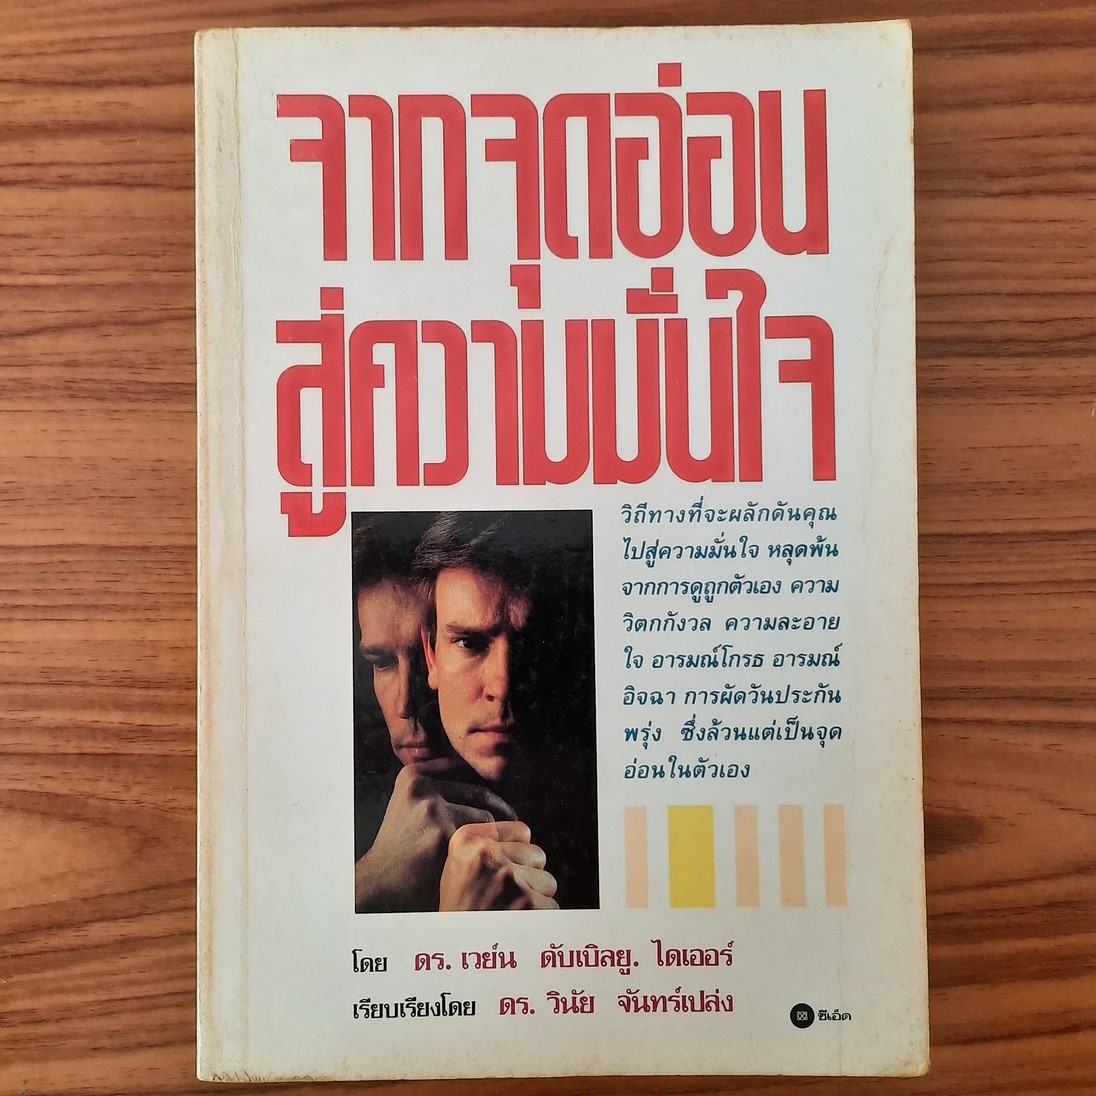 จากจุดอ่อน
สู่ความมั่นใจ
วิถีทางที่จะผลักดันคุณ
ไปสู่ความมั่นใจ หลุดพ้น
จากการดูถูกตัวเอง ความ
วิตกกังวล ความละอาย
ใจ อารมณ์โกรธ อารมณ์
อิจฉา การผัดวันประกัน
พรุ่ง ซึ่งล้วนแต่เป็นจุด
อ่อนในตัวเอง
โดย ดร. เวย์น ดับเบิลยู. ไดเออร์
เรียบเรียงโดย ดร. วินัย จันทร์เปล่ง
ซีเอ็ด